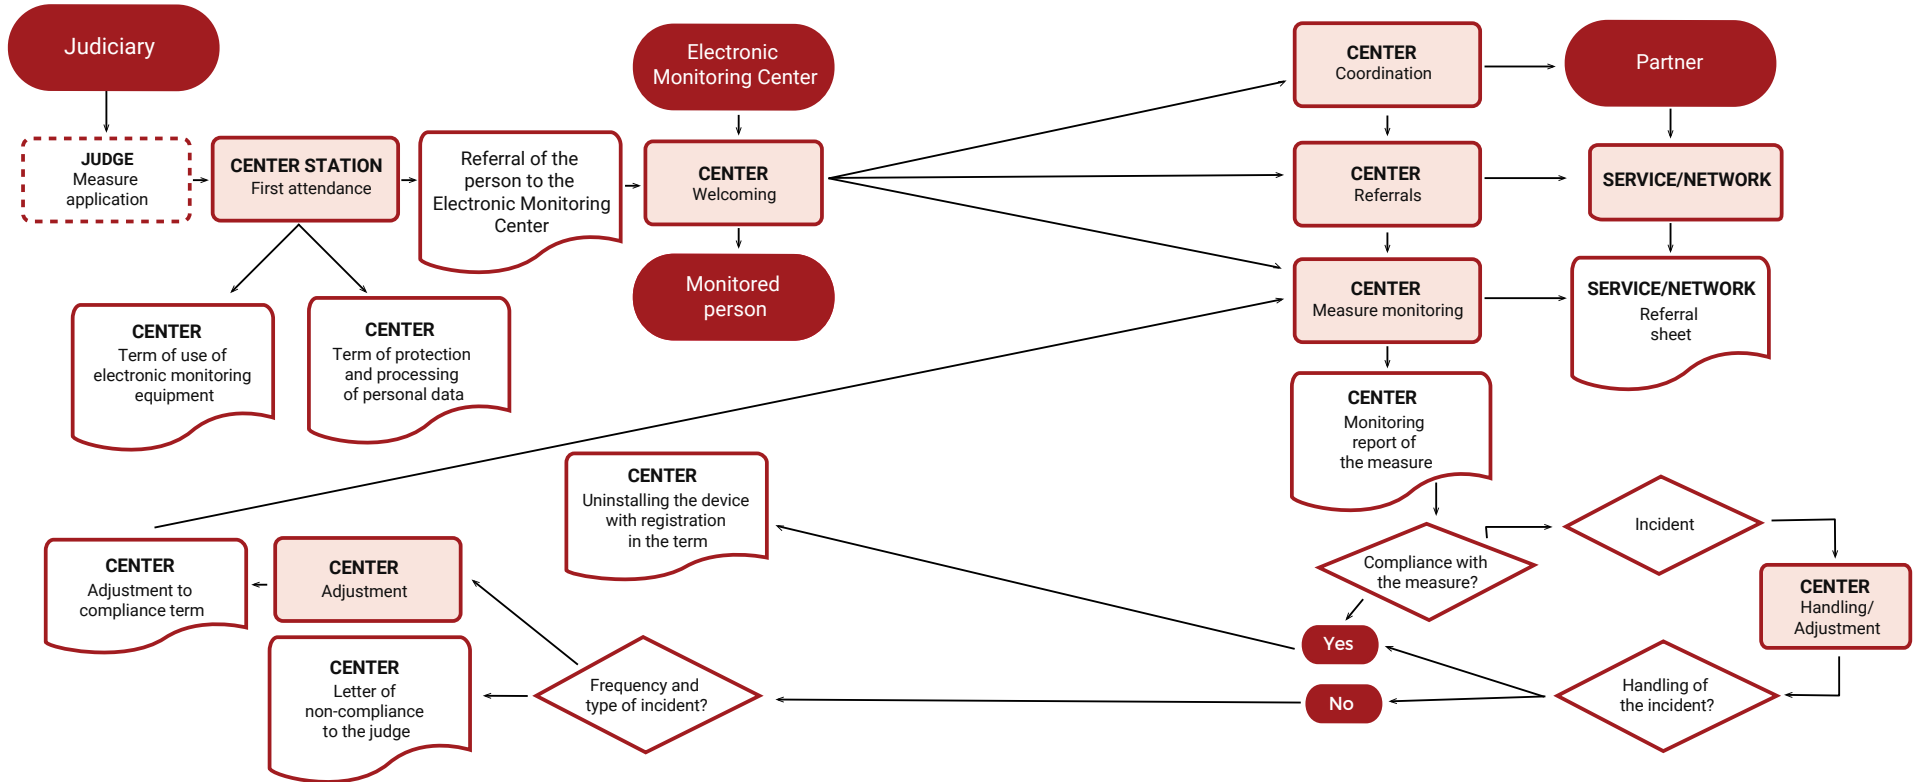 Judiciary
JUDGE
Measure
application
CENTER STATION
First attendance
Referral of the
person to the
Electronic Monitoring
Center
Electronic
Monitoring Center
CENTER
Welcoming
Monitored
person
CENTER
Coordination
Partner
CENTER
Referrals
SERVICE/NETWORK
CENTER
Measure monitoring
SERVICE/NETWORK
Referral
sheet
CENTER
Term of use of
electronic monitoring
equipment
CENTER
Term of protection
and processing
of personal data
CENTER
Monitoring
report of
the measure
CENTER
Uninstalling the device
with registration
in the term
Compliance with
the measure?
Incident
CENTER
Handling/
Adjustment
CENTER
Adjustment to
compliance term
CENTER
Adjustment
Yes
CENTER
Letter of
non-compliance
to the judge
Frequency and
type of incident?
No
Handling of
the incident?